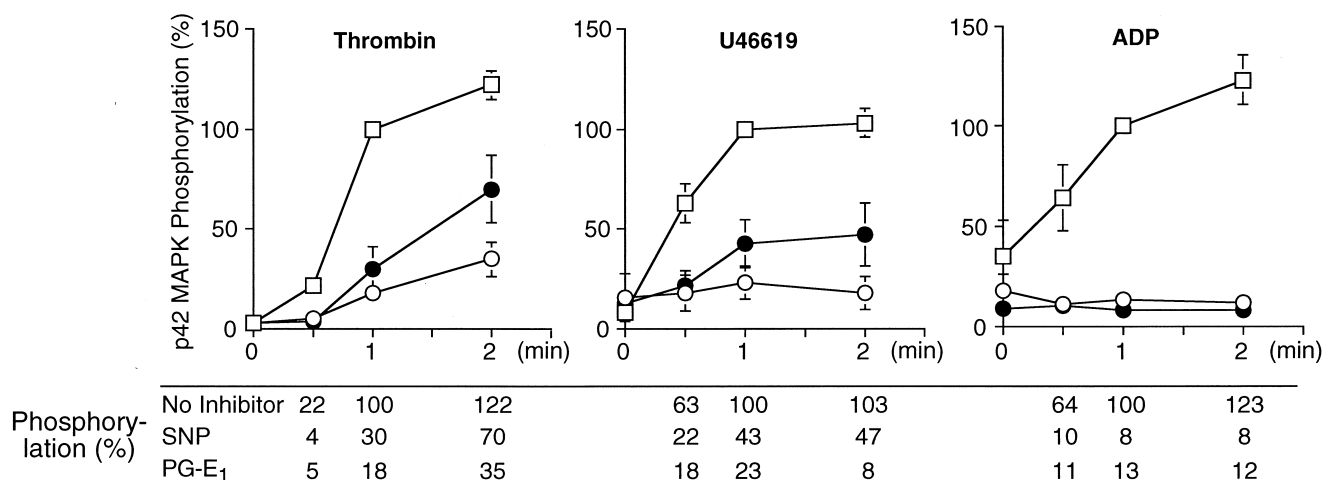 p42 MAPK Phosphorylation (%)
Thrombin
150
100
50
0
0 1 2 (min)
U46619
150
100
50
0
0 1 2 (min)
ADP
150
100
50
0
0 1 2 (min)
Phosphory-
lation (%)
No Inhibitor 22 100 122 63 100 103 64 100 123
SNP 4 30 70 22 43 47 10 8 8
PG-E₁ 5 18 35 18 23 8 11 13 12